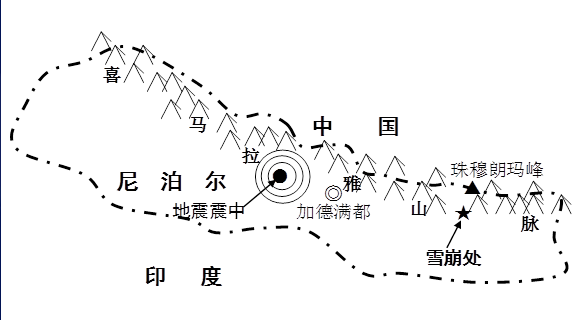 喜
马
拉
雅
山
脉
中 国
珠穆朗玛峰
尼 泊 尔
地震震中
加德满都
雪崩处
印 度